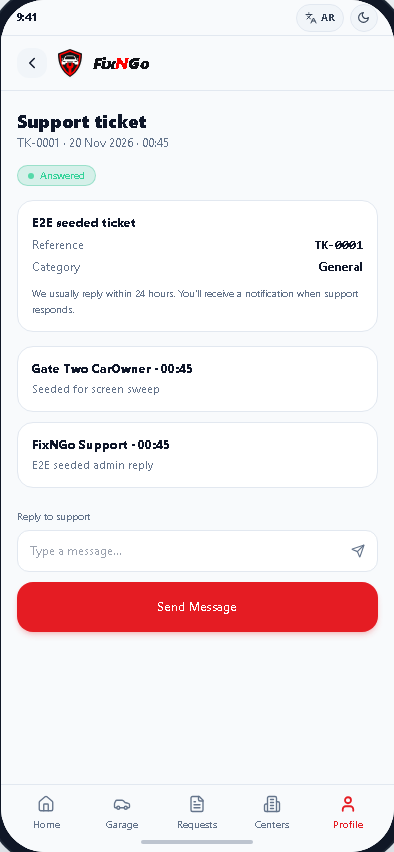 9:41
AR
FixNGo
Support ticket
TK-0001 · 20 Nov 2026 · 00:45
Answered
E2E seeded ticket
Reference TK-0001
Category General
We usually reply within 24 hours. You'll receive a notification when support
responds.
Gate Two CarOwner · 00:45
Seeded for screen sweep
FixNGo Support · 00:45
E2E seeded admin reply
Reply to support
Type a message...
Send Message
Home Garage Requests Centers Profile